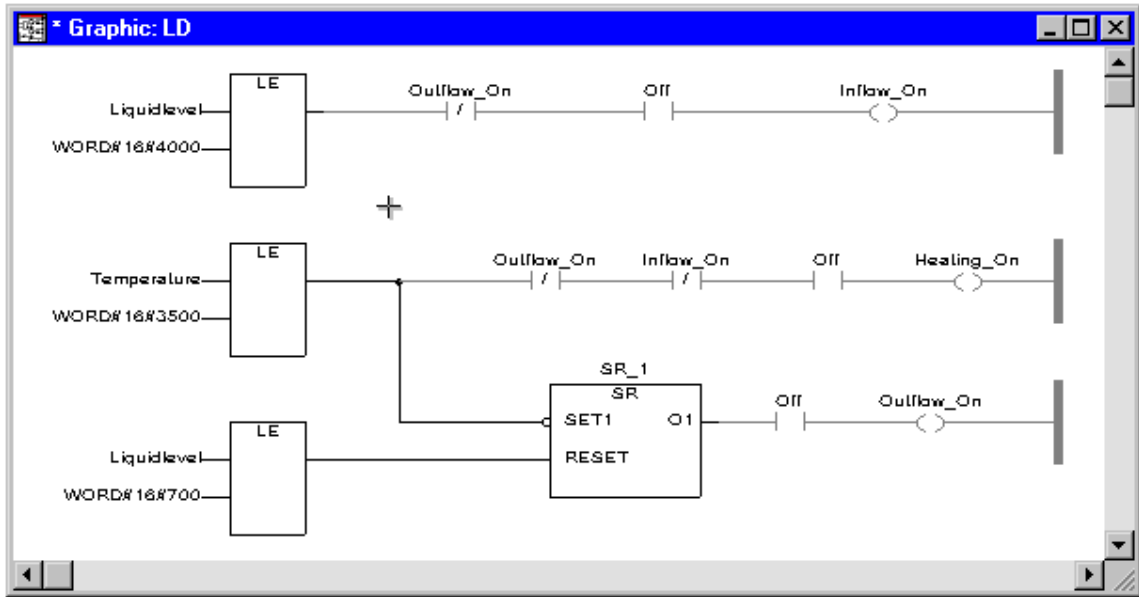 * Graphic: LD
LE
Outflow_On Off Inflow_On
Liquidlevel
/
WORD#16#4000
LE
Outflow_On Inflow_On Off Heating_On
Temperature
/ /
WORD#16#3500
SR_1
SR
Off Outflow_On
SET1 Q1
LE
Liquidlevel
RESET
WORD#16#700